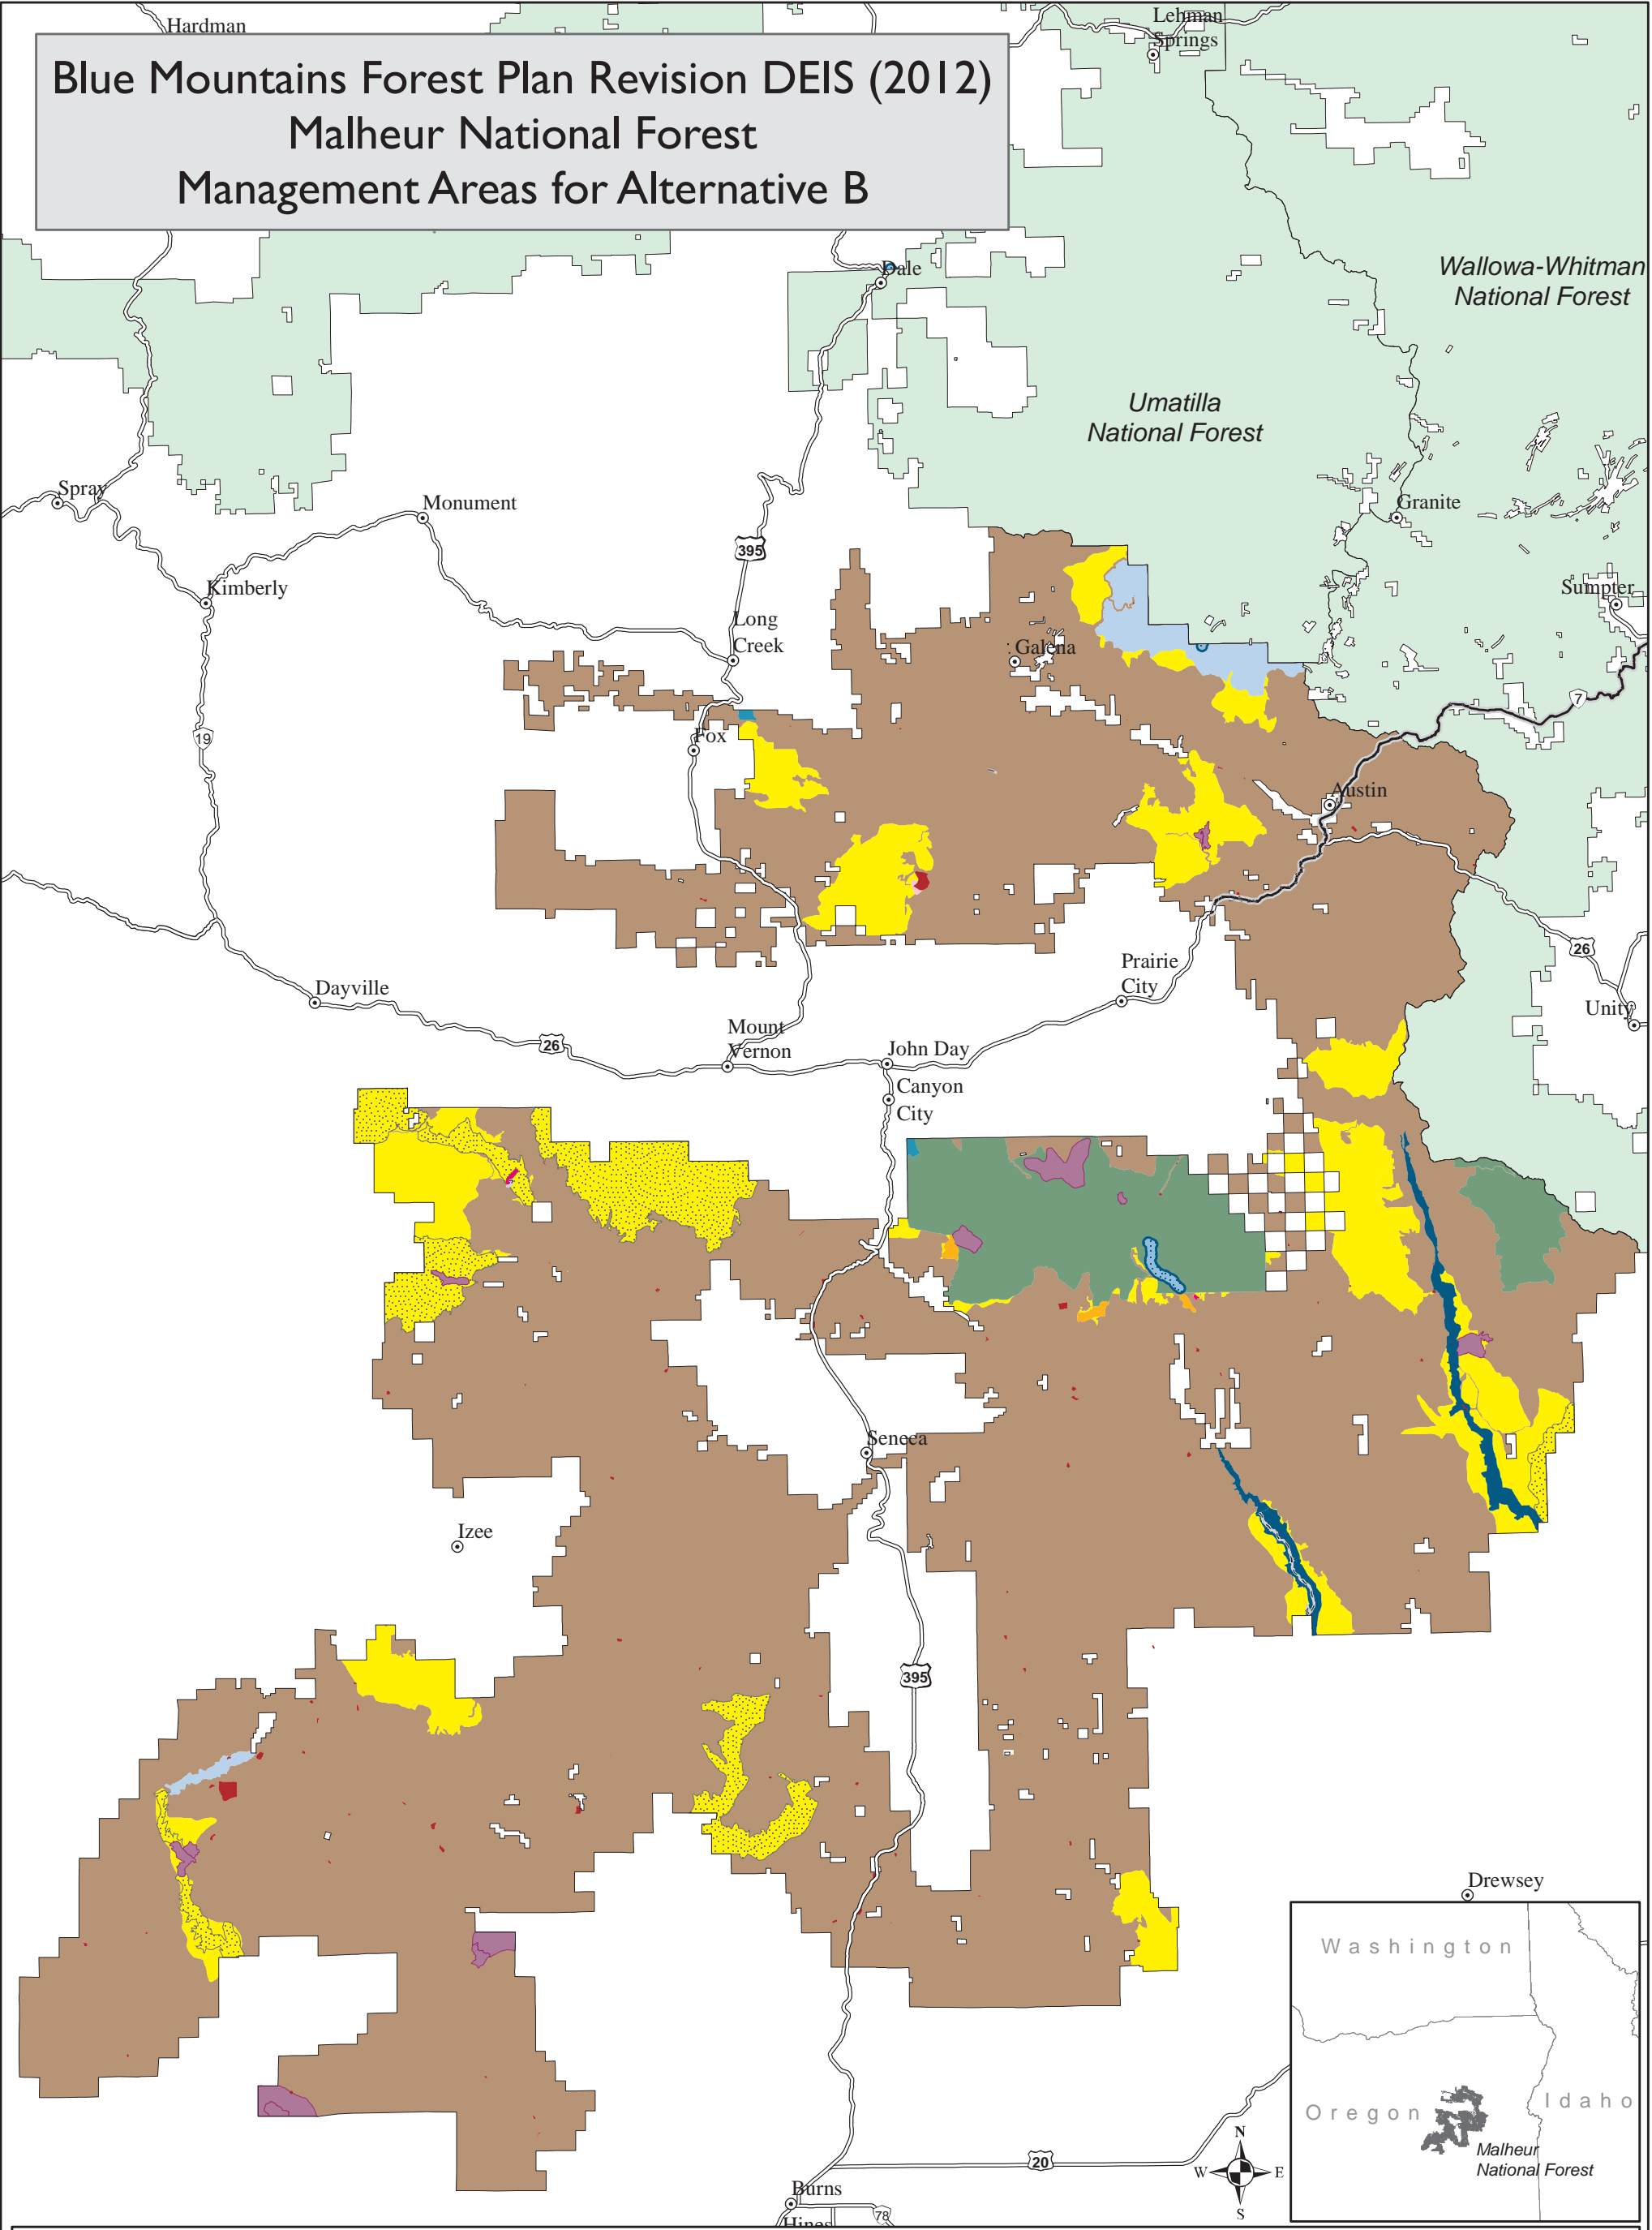 Hardman
Lehman
Springs
Blue Mountains Forest Plan Revision DEIS (2012)
Malheur National Forest
Management Areas for Alternative B
Dale
Wallowa-Whitman
National Forest
Umatilla
National Forest
Spray
Monument
Granite
395
Kimberly
Sumpter
Long
Creek
Galena
7
19
Fox
Austin
Prairie
City
26
Dayville
Unity
26
Mount
Vernon
John Day
Canyon
City
Seneca
Izee
395
Drewsey
Washington
Oregon
Idaho
Malheur
National Forest
N
W
E
S
20
Burns
78
Hines